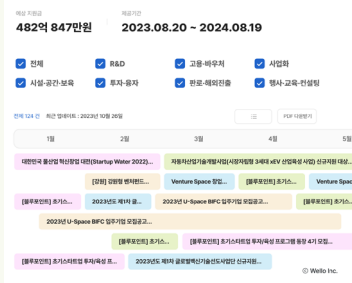 예상 지원금
제공기간
482억 847만원
2023.08.20 ~ 2024.08.19
전체
R&D
고용·바우처
사업화
시설·공간·보육
투자·융자
판로·해외진출
행사·교육·컨설팅
전체 124 건
최근 업데이트 : 2023년 10월 26일
PDF 다운받기
1월
2월
3월
4월
5월
대한민국 물산업 혁신창업 대전(Startup Water 2022)...
자동차산업기술개발사업(시장자립형 3세대 xEV 산업육성 사업) 신규지원 대상...
[강원] 강원형 벤처펀드...
Venture Space 창업...
[블루포인트] 초기스...
Venture Spac
[블루포인트] 초기스...
2023년도 제1차 글...
2023년 U-Space BIFC 입주기업 모집공고...
[블루포인트] 초기스...
2023년 U-Space BIFC 입주기업 모집공고...
[블루포인트] 초기스타...
[블루포인트] 초기스타트업 투자/육성 프로그램 동창 4기 모집...
[블루포인트] 초기스타트업 투자/육성 프...
2023년도 제1차 글로벌백신기술선도사업단 신규지원...
© Wello Inc.